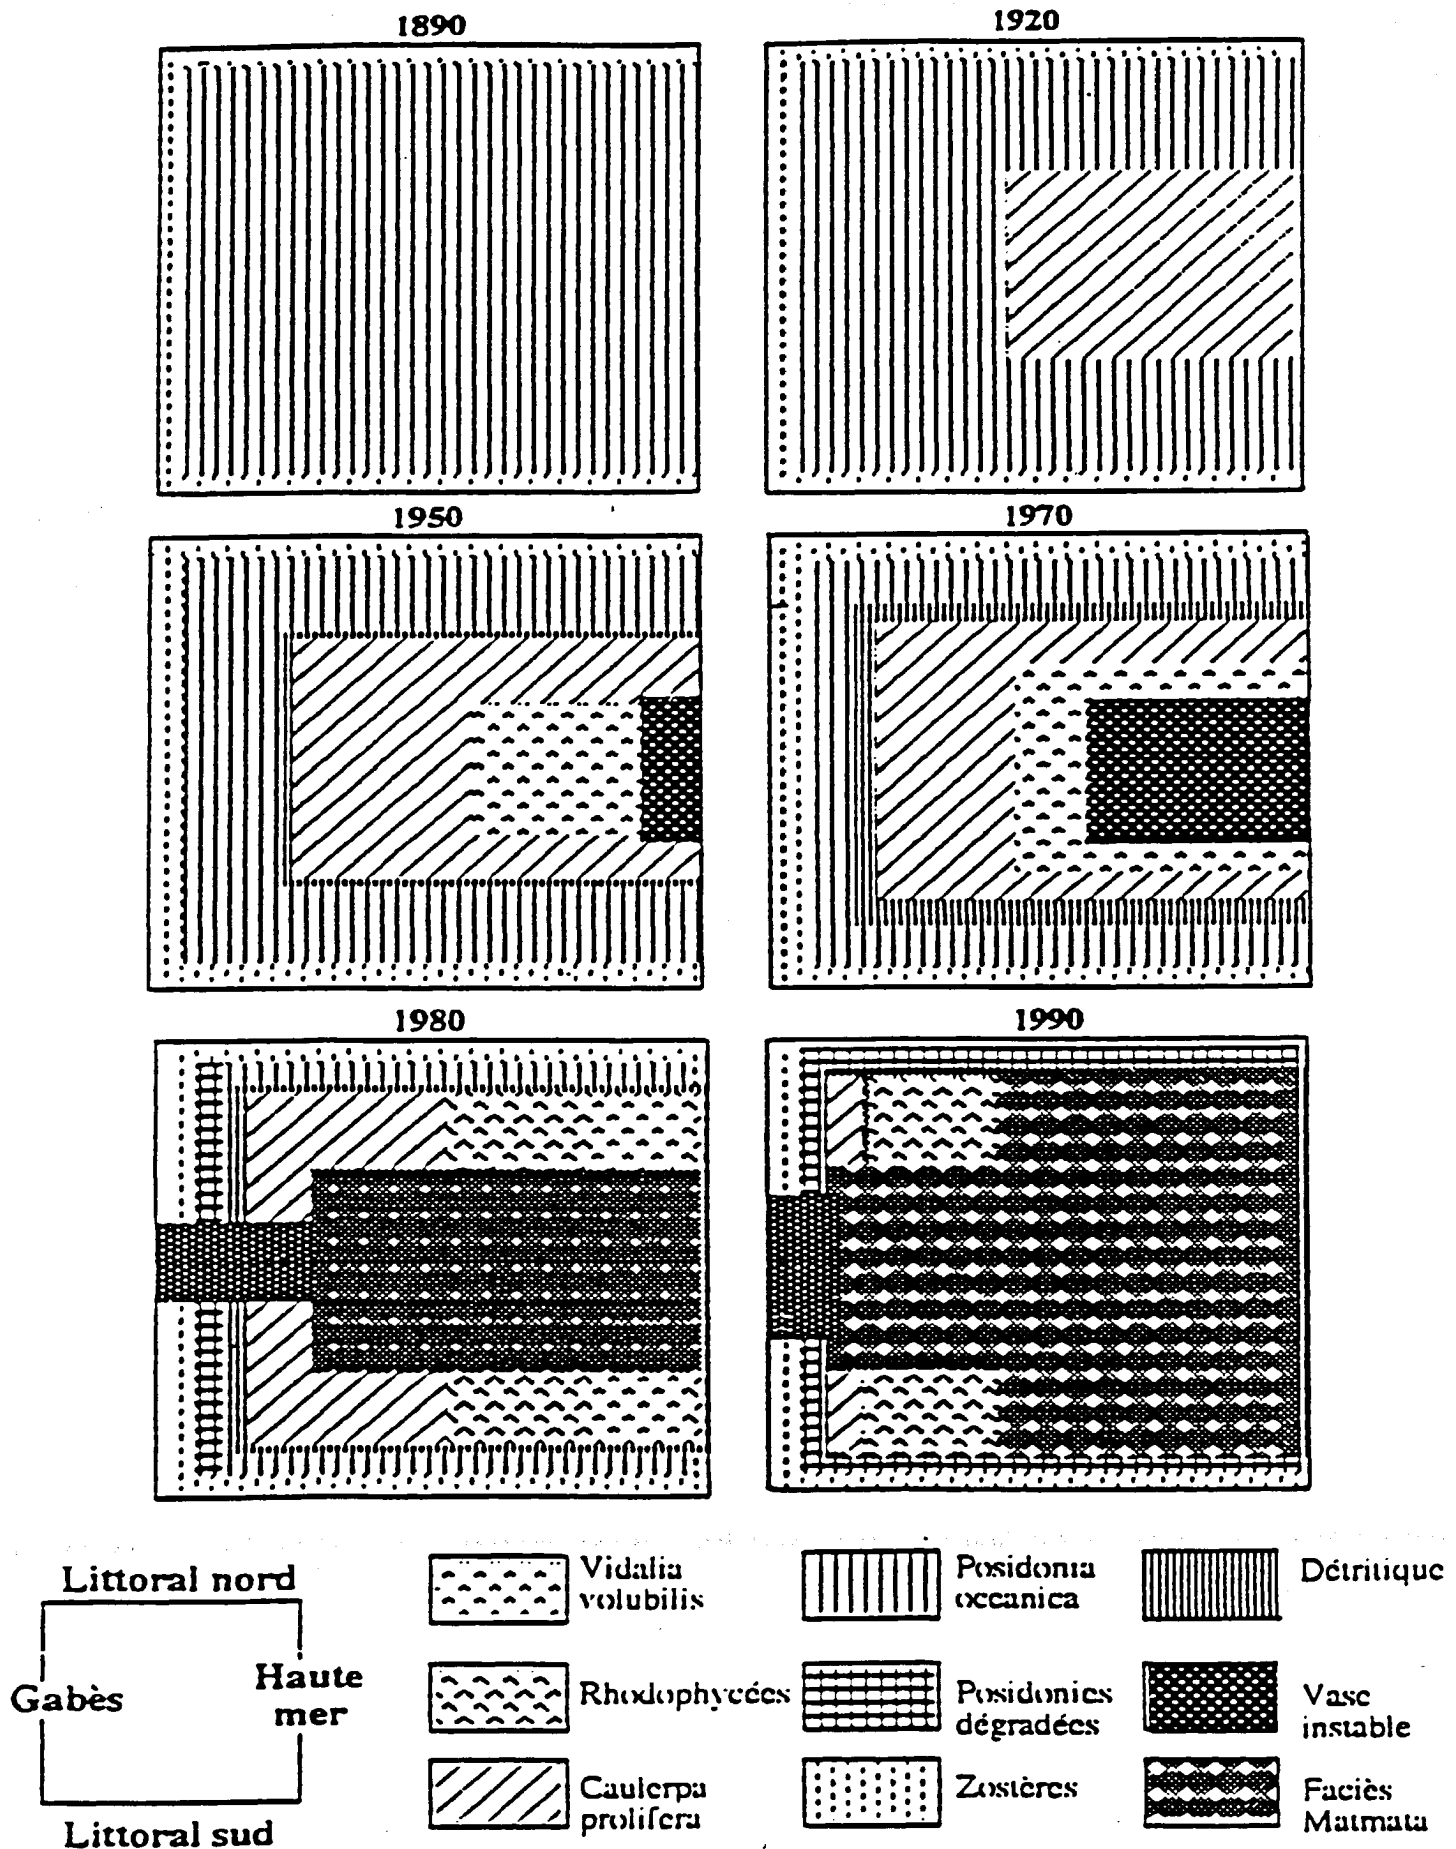 1890
1920
1950
1970
1980
1990
Littoral nord
Gabès
Haute
mer
Littoral sud
Vidalia
volubilis
Rhodophycées
Caulerpa
prolifera
Posidonia
oceanica
Posidonies
dégradées
Zostères
Détritique
Vase
instable
Faciès
Matmata